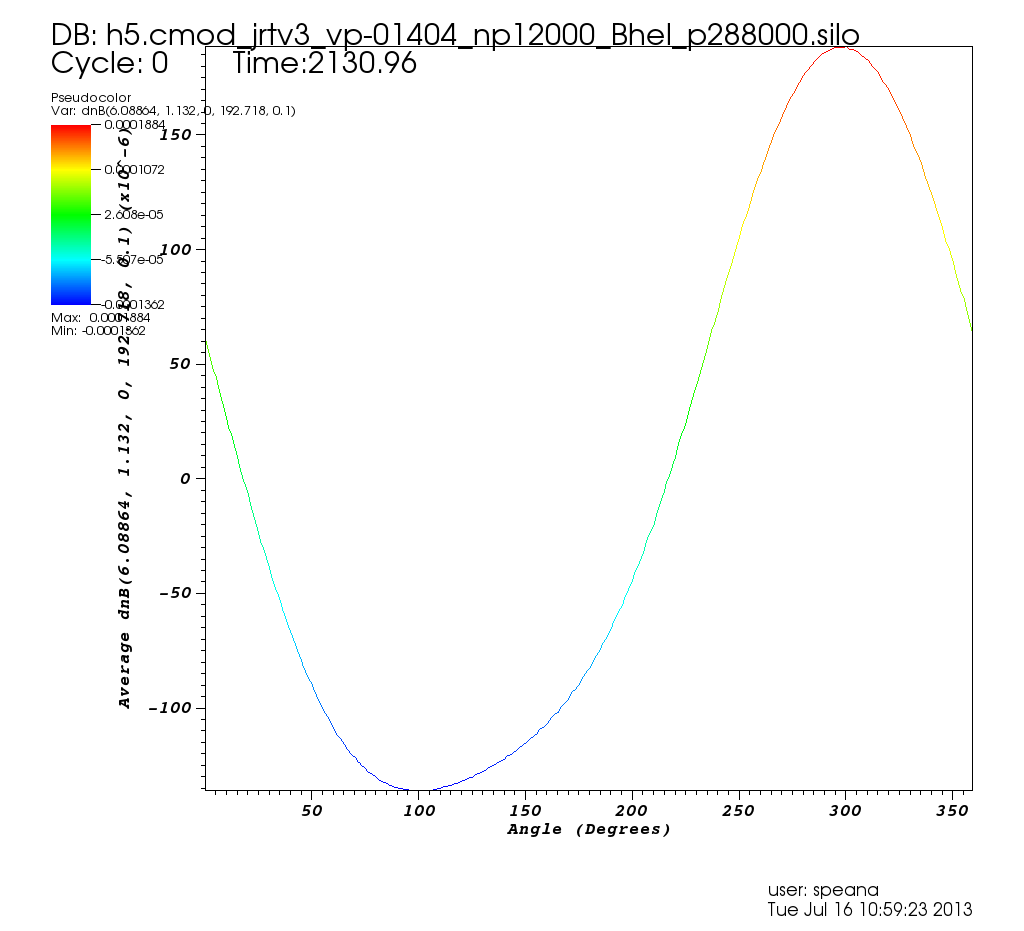 DB: h5.cmod_jrtv3_vp-01404_np12000_Bhel_p288000.silo
Cycle: 0 Time:2130.96
Pseudocolor
Var: dnB(6.08864, 1.132, 0, 192.718, 0.1)
0.0001884
0.0001072
2.608e-05
-5.507e-05
-0.0001362
Max: 0.0001884
Min: -0.0001362
Average dnB(6.08864, 1.132, 0, 192.718, 0.1) (x10^-6)
150
100
50
0
-50
-100
50 100 150 200 250 300 350
Angle (Degrees)
user: speana
Tue Jul 16 10:59:23 2013